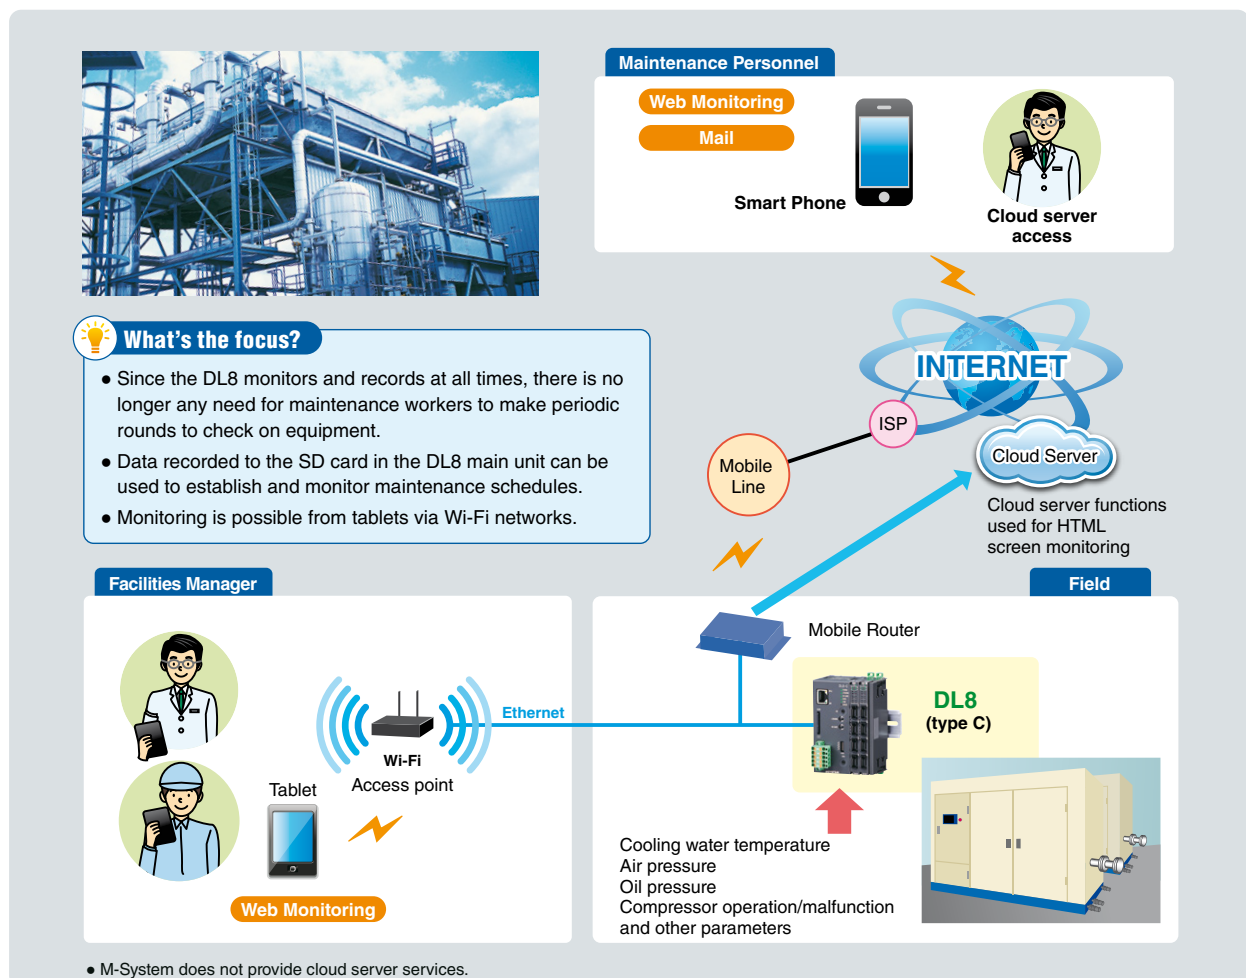 Maintenance Personnel
Web Monitoring
Mail
Smart Phone
Cloud server
access
What's the focus?
● Since the DL8 monitors and records at all times, there is no
longer any need for maintenance workers to make periodic
rounds to check on equipment.
● Data recorded to the SD card in the DL8 main unit can be
used to establish and monitor maintenance schedules.
● Monitoring is possible from tablets via Wi-Fi networks.
INTERNET
ISP
Mobile
Line
Cloud Server
Cloud server functions
used for HTML
screen monitoring
Facilities Manager
Ethernet
Wi-Fi
Access point
Tablet
Web Monitoring
Field
Mobile Router
DL8
(type C)
Cooling water temperature
Air pressure
Oil pressure
Compressor operation/malfunction
and other parameters
● M-System does not provide cloud server services.